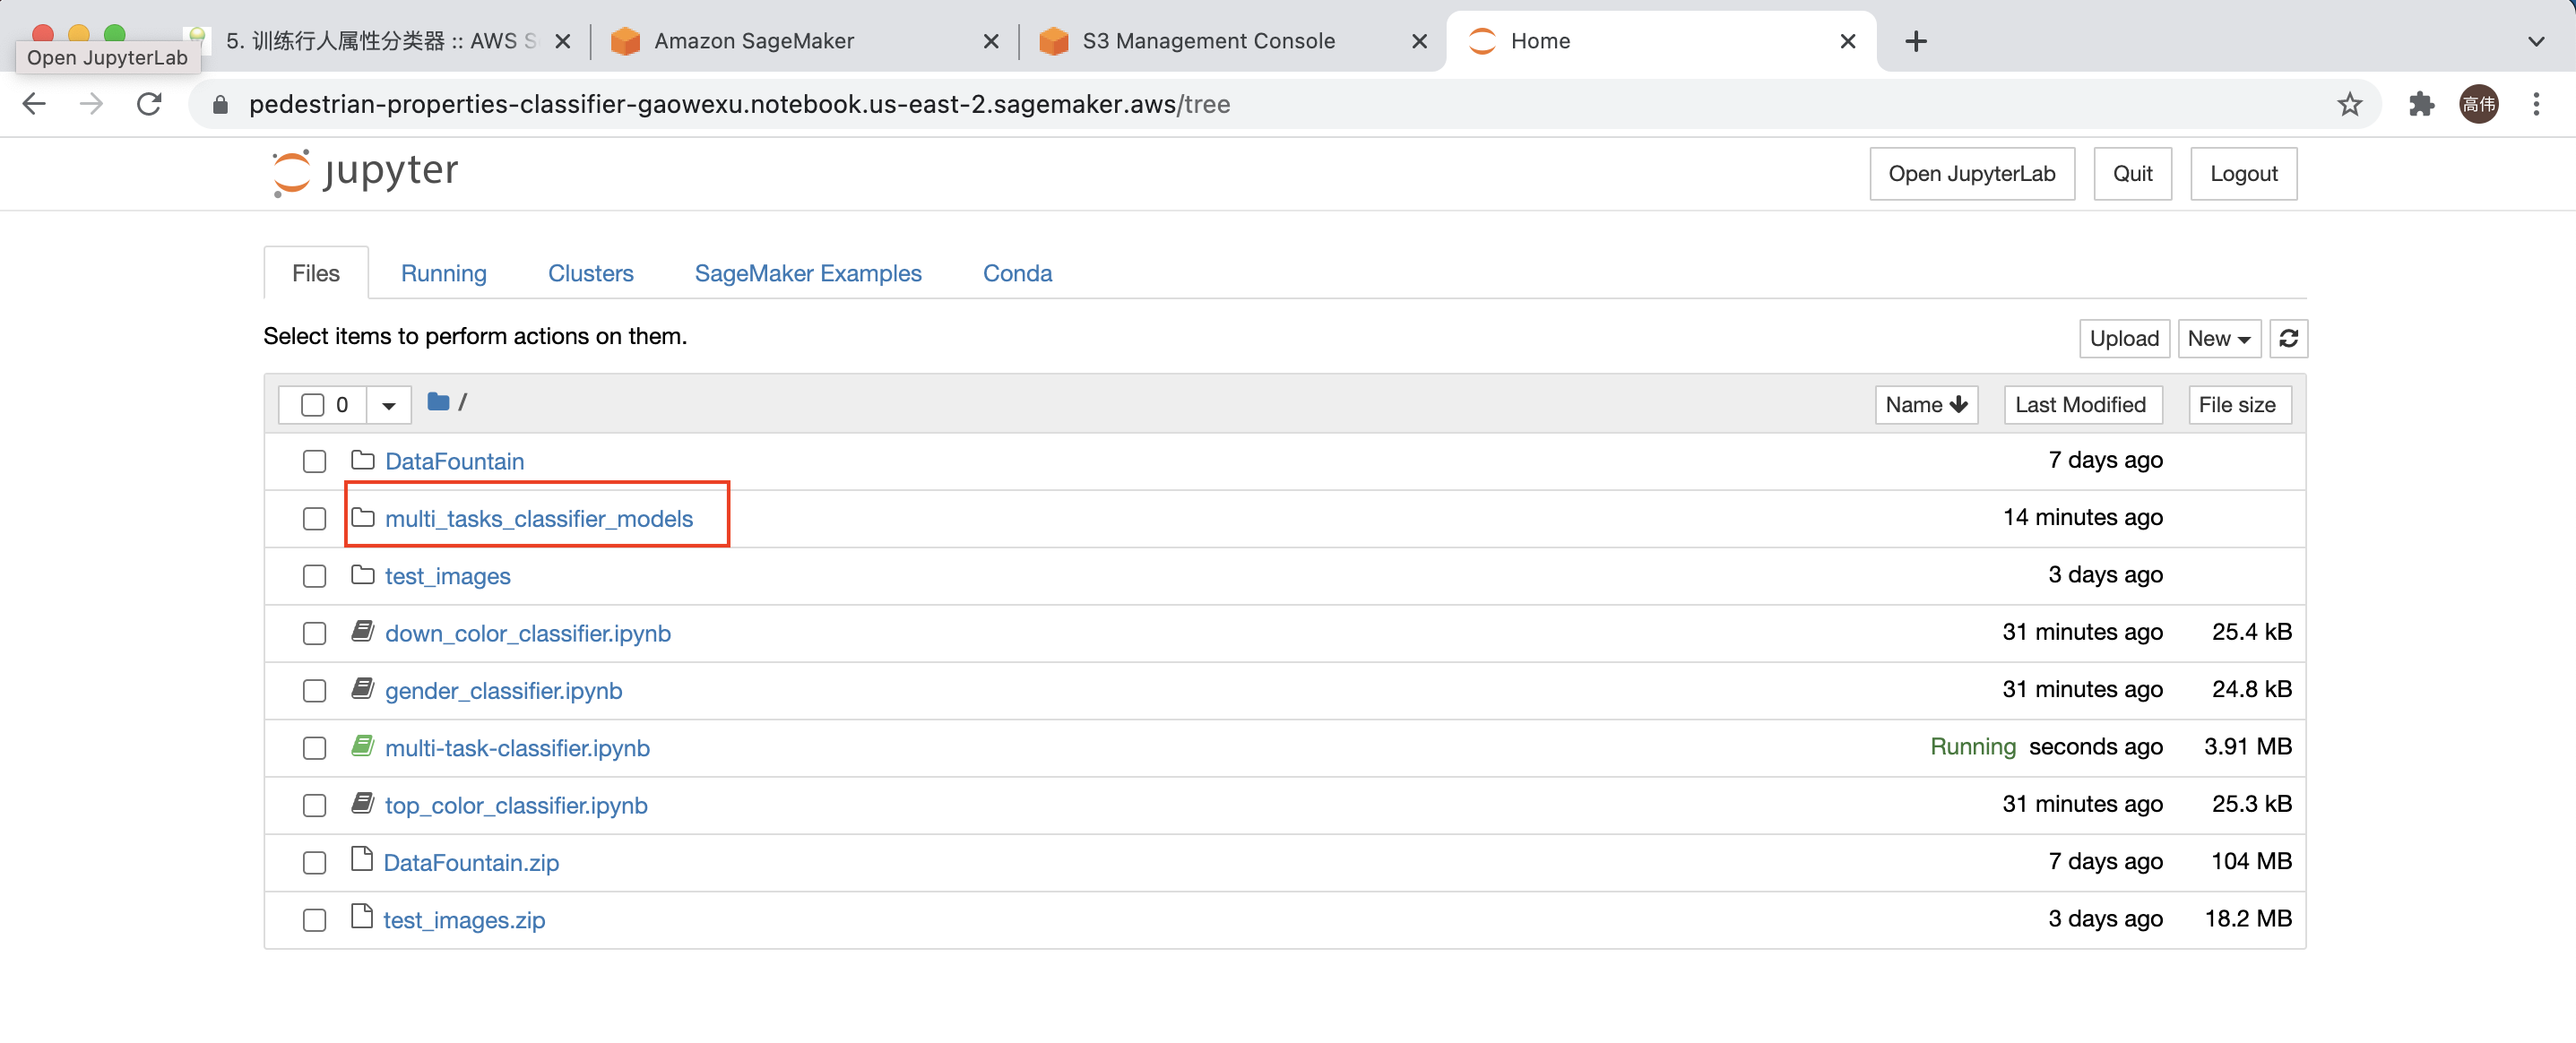 5. 训练行人属性分类器 :: AWS S
Amazon SageMaker
S3 Management Console
Home
Open JupyterLab
pedestrian-properties-classifier-gaowexu.notebook.us-east-2.sagemaker.aws/tree
高伟
jupyter
Open JupyterLab
Quit
Logout
Files
Running
Clusters
SageMaker Examples
Conda
Select items to perform actions on them.
Upload
New
0
/
Name
Last Modified
File size
DataFountain 7 days ago
multi_tasks_classifier_models 14 minutes ago
test_images 3 days ago
down_color_classifier.ipynb 31 minutes ago 25.4 kB
gender_classifier.ipynb 31 minutes ago 24.8 kB
multi-task-classifier.ipynb Running seconds ago 3.91 MB
top_color_classifier.ipynb 31 minutes ago 25.3 kB
DataFountain.zip 7 days ago 104 MB
test_images.zip 3 days ago 18.2 MB